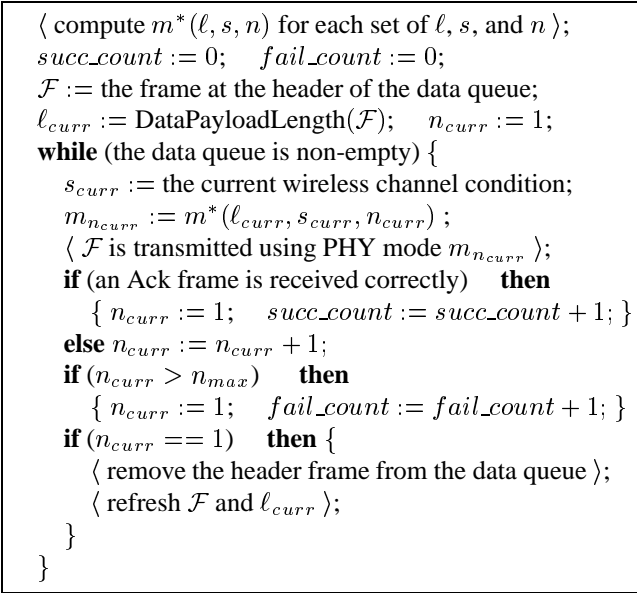 ⟨ compute m*(ℓ, s, n) for each set of ℓ, s, and n ⟩;
succ_count := 0; fail_count := 0;
ℱ := the frame at the header of the data queue;
ℓ_curr := DataPayloadLength(ℱ); n_curr := 1;
while (the data queue is non-empty) {
s_curr := the current wireless channel condition;
m_{n_curr} := m*(ℓ_curr, s_curr, n_curr) ;
⟨ ℱ is transmitted using PHY mode m_{n_curr} ⟩;
if (an Ack frame is received correctly) then
{ n_curr := 1; succ_count := succ_count + 1; }
else n_curr := n_curr + 1;
if (n_curr > n_max) then
{ n_curr := 1; fail_count := fail_count + 1; }
if (n_curr == 1) then {
⟨ remove the header frame from the data queue ⟩;
⟨ refresh ℱ and ℓ_curr ⟩;
}
}